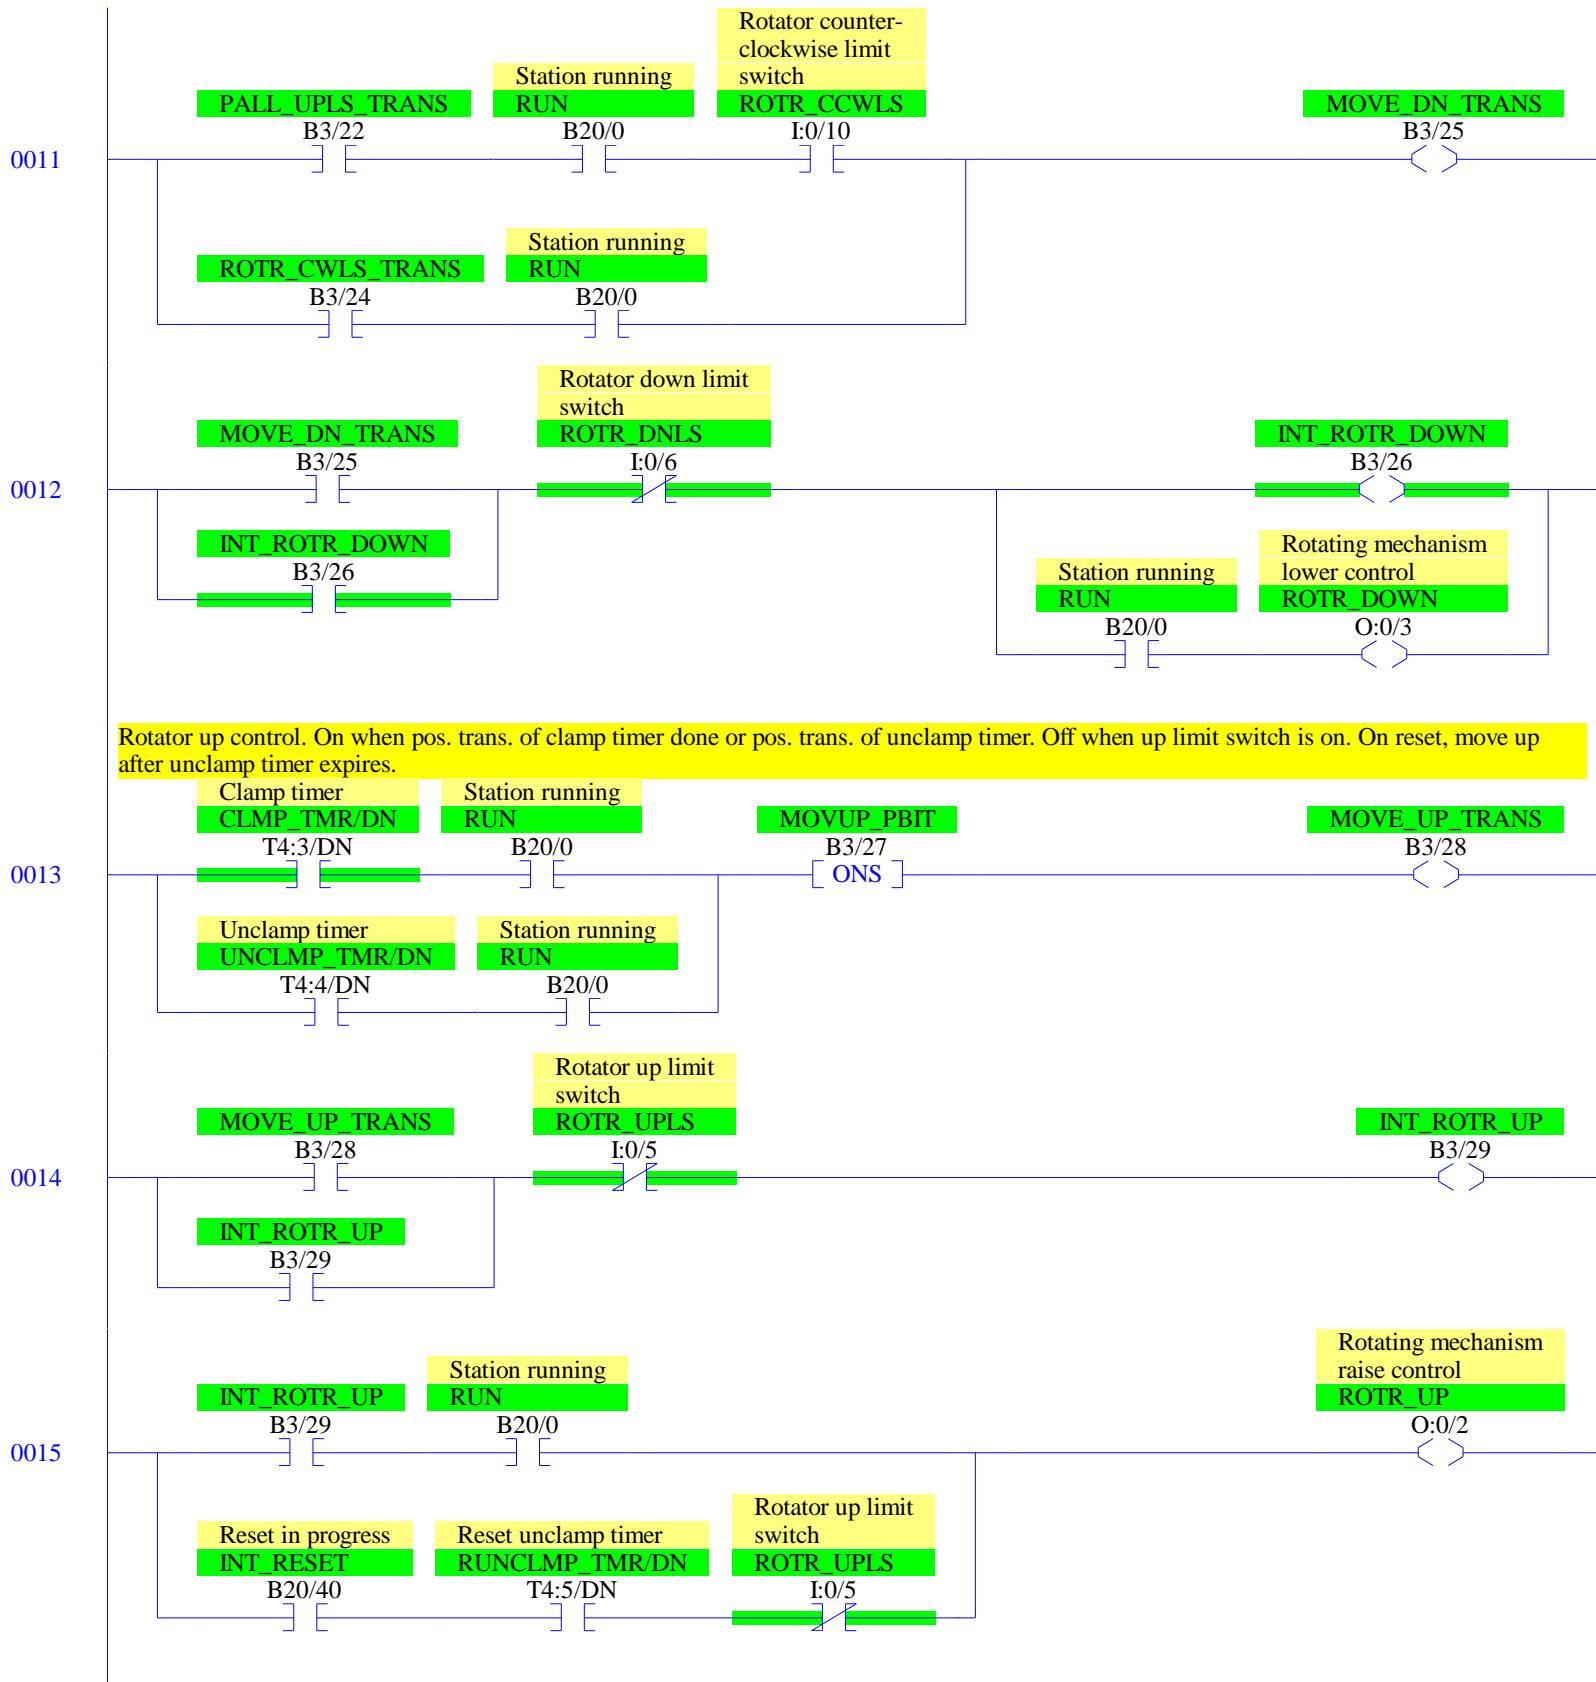 Rotator counter-
clockwise limit
Station running
switch
PALL_UPLS_TRANS
RUN
ROTR_CCWLS
MOVE_DN_TRANS
B3/22
B20/0
I:0/10
B3/25
0011
Station running
ROTR_CWLS_TRANS
RUN
B3/24
B20/0
Rotator down limit
switch
MOVE_DN_TRANS
ROTR_DNLS
INT_ROTR_DOWN
B3/25
I:0/6
B3/26
0012
INT_ROTR_DOWN
Rotating mechanism
B3/26
Station running
lower control
RUN
ROTR_DOWN
B20/0
O:0/3
Rotator up control. On when pos. trans. of clamp timer done or pos. trans. of unclamp timer. Off when up limit switch is on. On reset, move up
after unclamp timer expires.
Clamp timer
Station running
CLMP_TMR/DN
RUN
MOVUP_PBIT
MOVE_UP_TRANS
T4:3/DN
B20/0
B3/27
B3/28
0013
ONS
Unclamp timer
Station running
UNCLMP_TMR/DN
RUN
T4:4/DN
B20/0
Rotator up limit
switch
MOVE_UP_TRANS
ROTR_UPLS
INT_ROTR_UP
B3/28
I:0/5
B3/29
0014
INT_ROTR_UP
B3/29
Rotating mechanism
Station running
raise control
INT_ROTR_UP
RUN
ROTR_UP
B3/29
B20/0
O:0/2
0015
Rotator up limit
Reset in progress
Reset unclamp timer
switch
INT_RESET
RUNCLMP_TMR/DN
ROTR_UPLS
B20/40
T4:5/DN
I:0/5